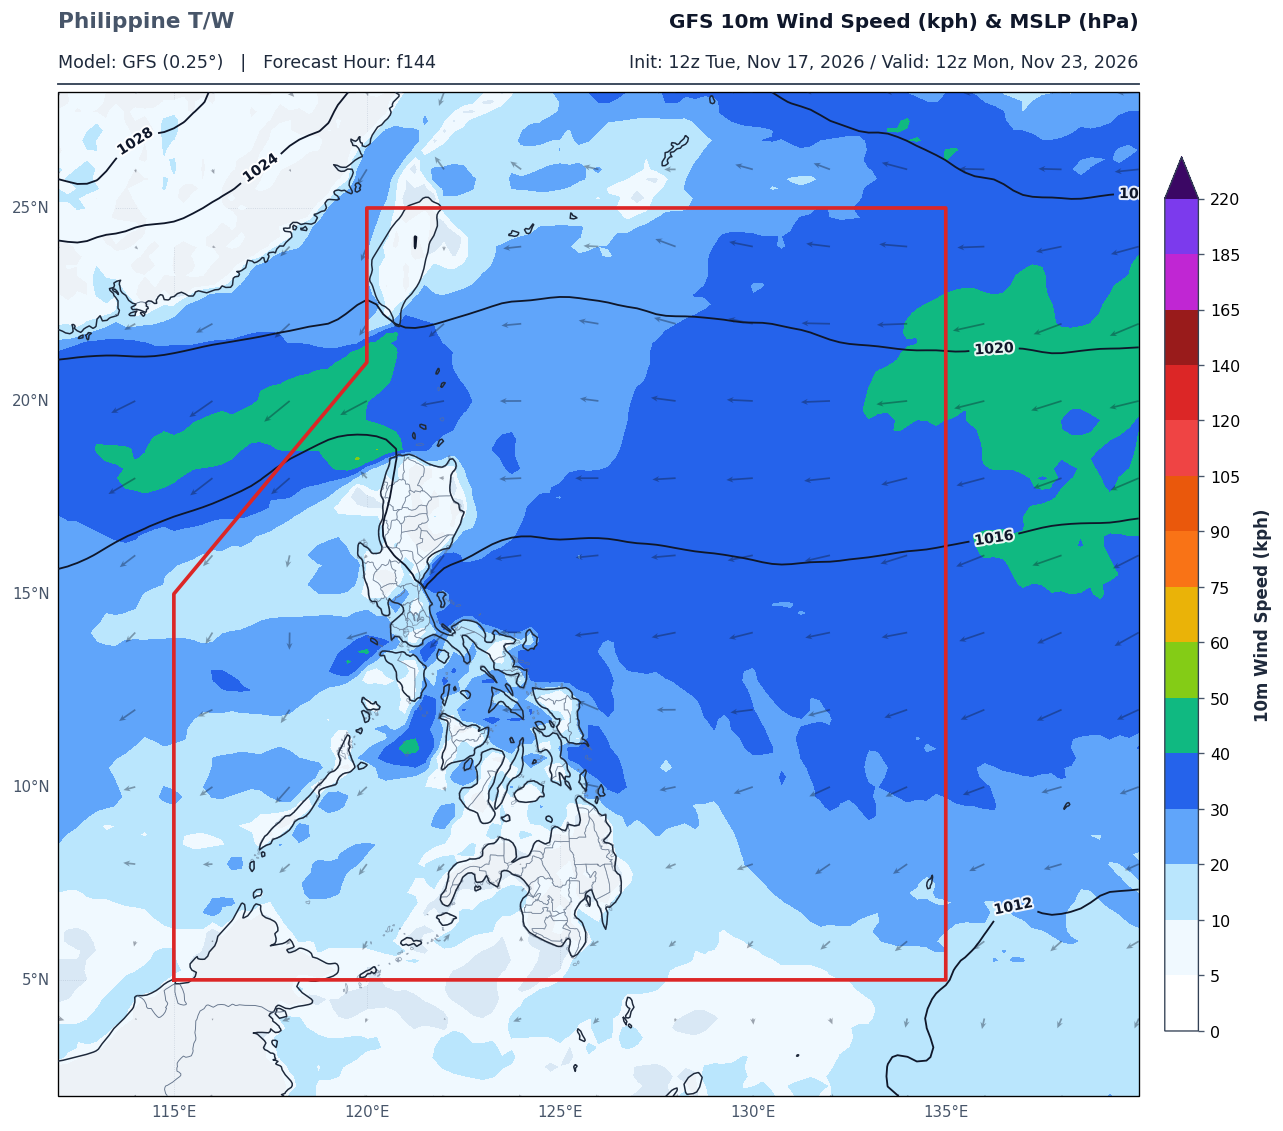 Philippine T/W
GFS 10m Wind Speed (kph) & MSLP (hPa)
Model: GFS (0.25°)   |   Forecast Hour: f144
Init: 12z Tue, Nov 17, 2026 / Valid: 12z Mon, Nov 23, 2026
1028
1024
10
1020
1016
1012
25°N
20°N
15°N
10°N
5°N
115°E
120°E
125°E
130°E
135°E
220
185
165
140
120
105
90
75
60
50
40
30
20
10
5
0
10m Wind Speed (kph)